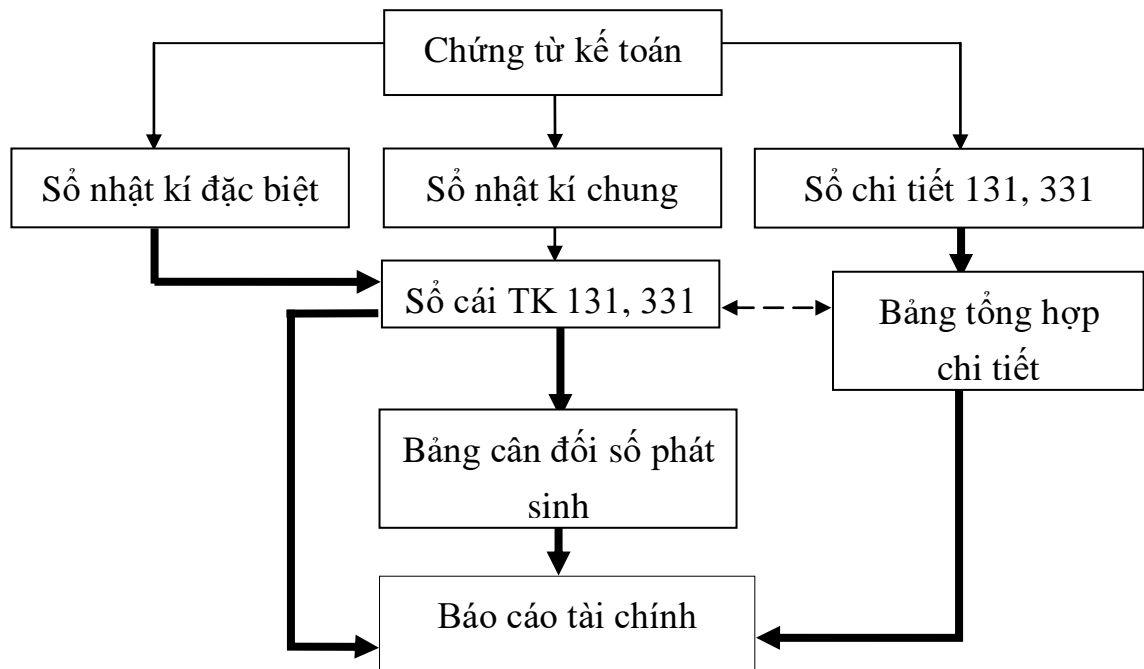 Chứng từ kế toán
Sổ nhật kí đặc biệt
Sổ nhật kí chung
Sổ chi tiết 131, 331
Sổ cái TK 131, 331
Bảng tổng hợp
chi tiết
Bảng cân đối số phát
sinh
Báo cáo tài chính